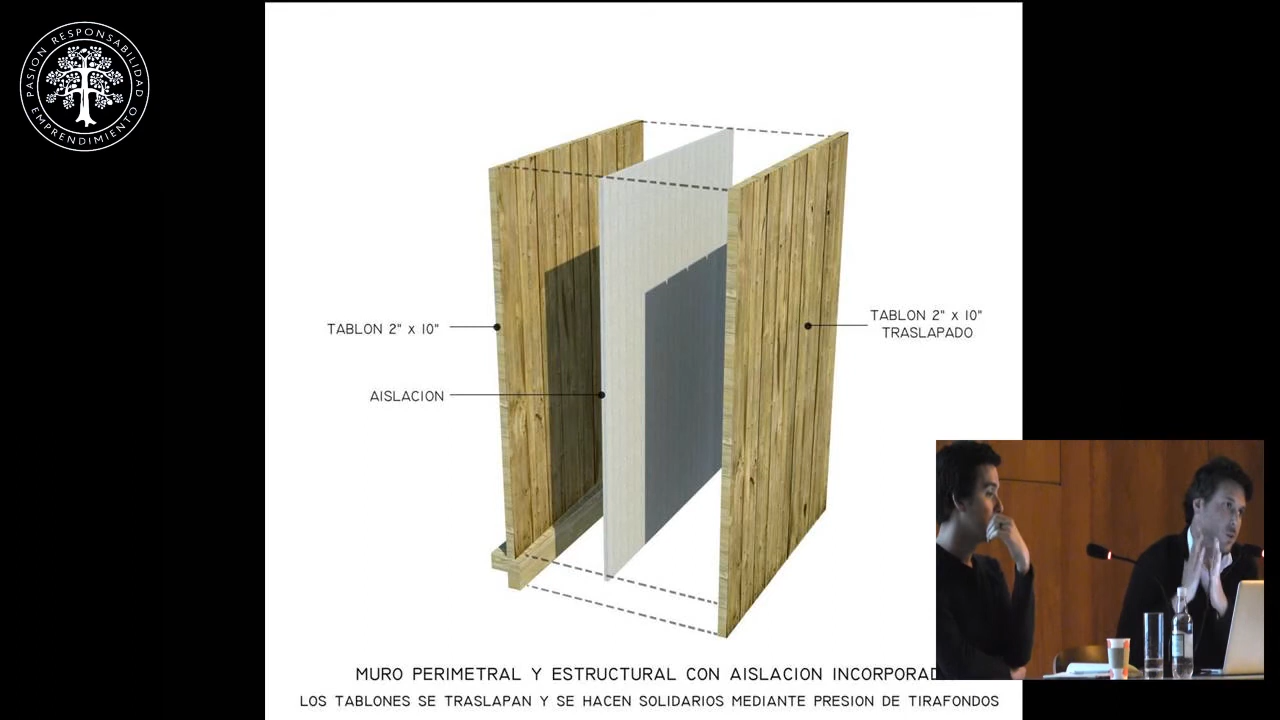 PASION RESPONSABILIDAD
EMPRENDIMIENTO
TABLON 2" x 10"
TABLON 2" x 10"
TRASLAPADO
AISLACION
MURO PERIMETRAL Y ESTRUCTURAL CON AISLACION INCORPORAD
LOS TABLONES SE TRASLAPAN Y SE HACEN SOLIDARIOS MEDIANTE PRESION DE TIRAFONDOS